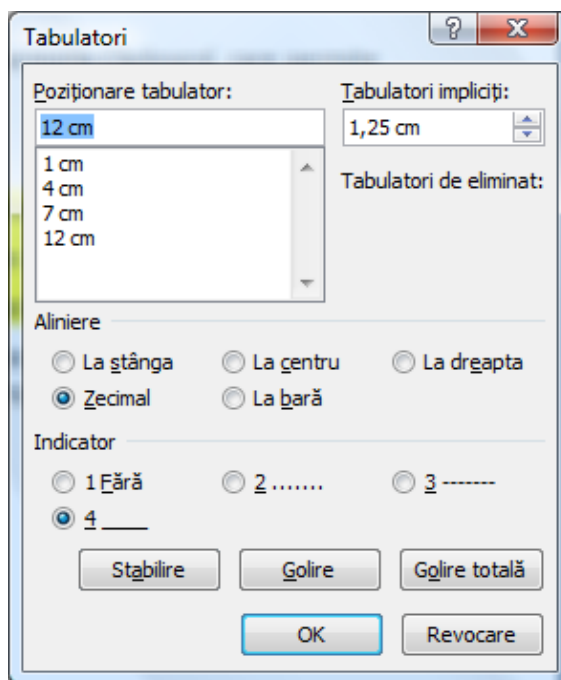 Tabulatori
Poziționare tabulator: Tabulatori impliciți:
12 cm 1,25 cm
1 cm
4 cm
7 cm
12 cm
Tabulatori de eliminat:
Aliniere
La stânga La centru La dreapta
Zecimal La bară
Indicator
1 Fără 2 ....... 3 -------
4 ____
Stabilire Golire Golire totală
OK Revocare